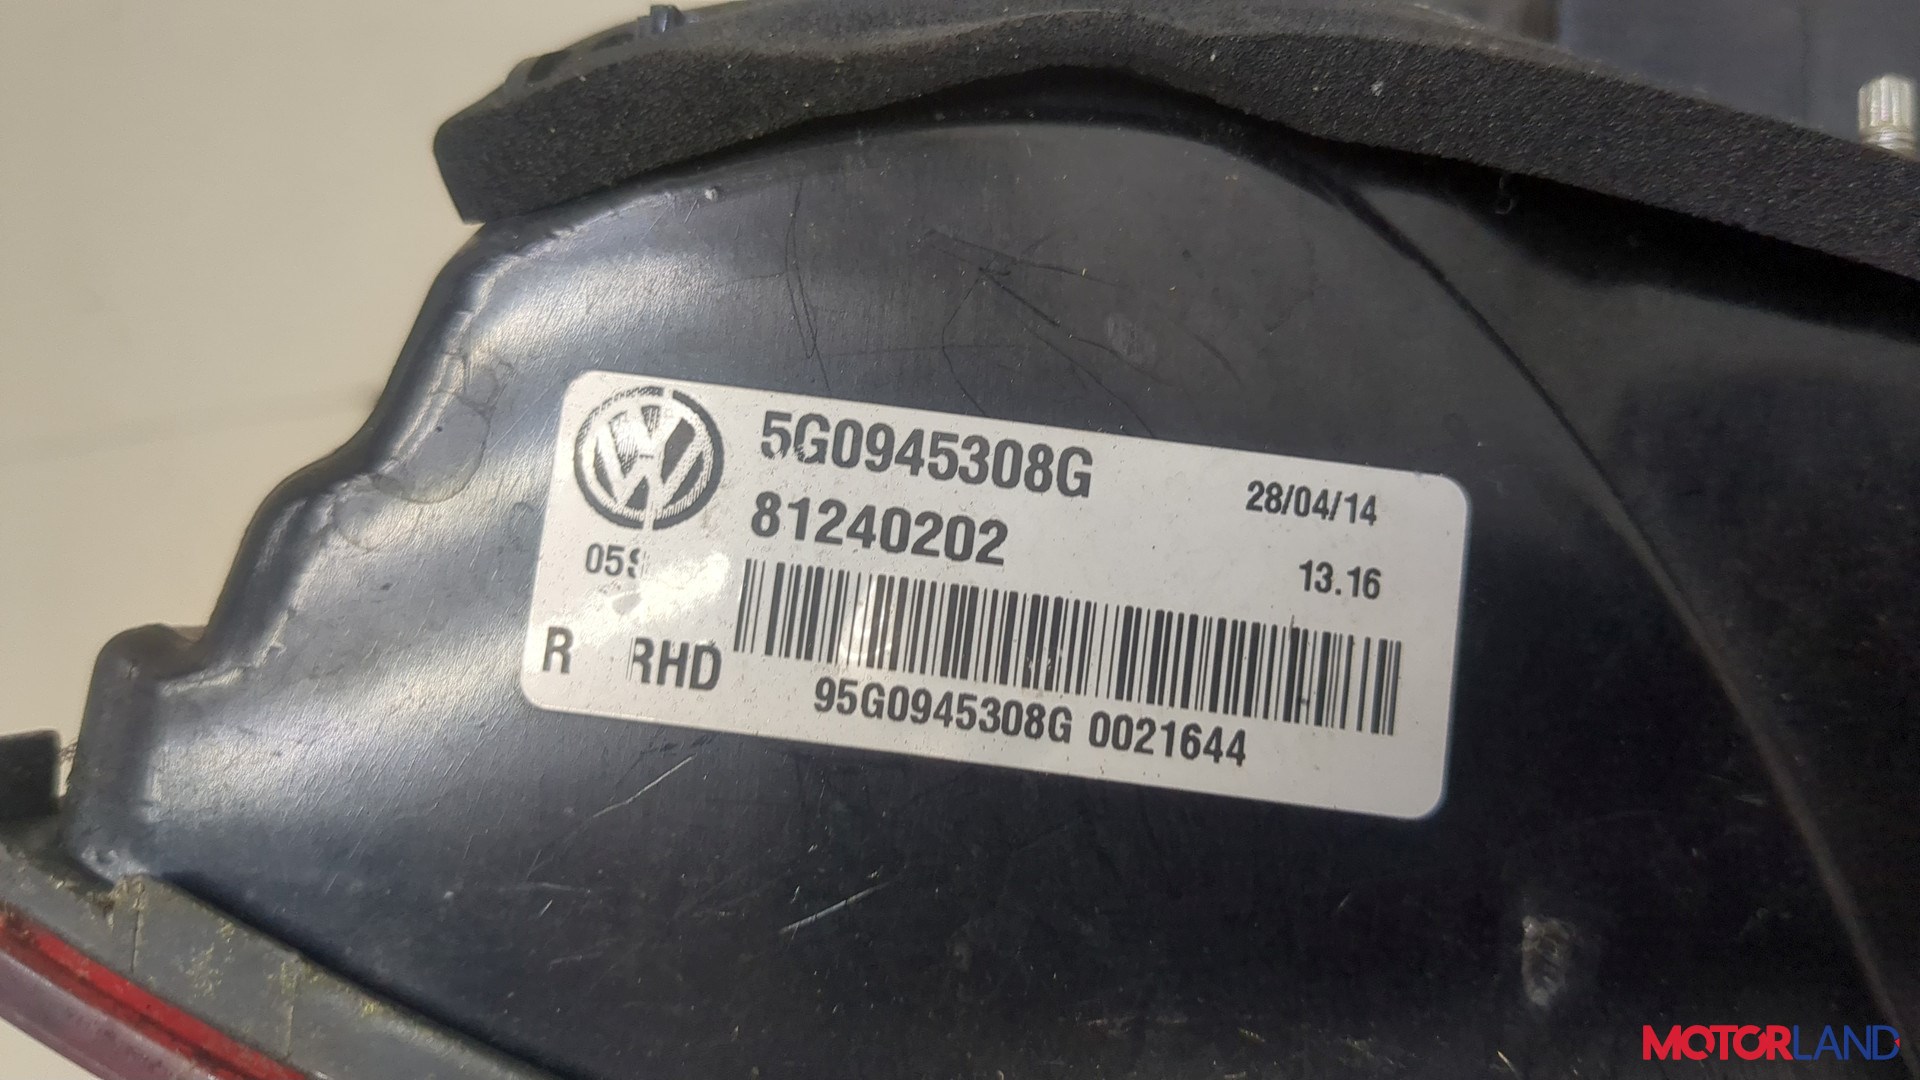 5G0945308G
81240202
28/04/14
13.16
R RHD
95G0945308G 0021644
MOTORLAND